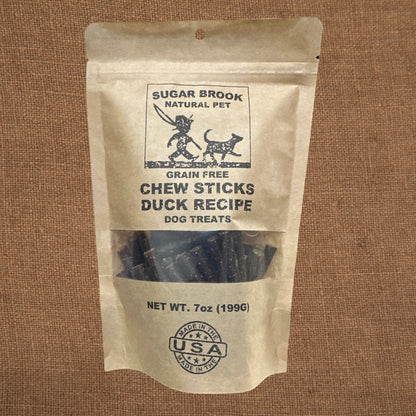 SUGAR BROOK
NATURAL PET
GRAIN FREE
CHEW STICKS
DUCK RECIPE
DOG TREATS
NET WT. 7oz (199G)
MADE IN THE
USA
MADE IN THE